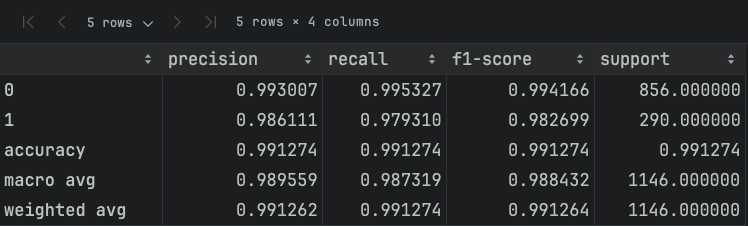 5 rows 5 rows × 4 columns
precision recall f1-score support
0 0.993007 0.995327 0.994166 856.000000
1 0.986111 0.979310 0.982699 290.000000
accuracy 0.991274 0.991274 0.991274 0.991274
macro avg 0.989559 0.987319 0.988432 1146.000000
weighted avg 0.991262 0.991274 0.991264 1146.000000